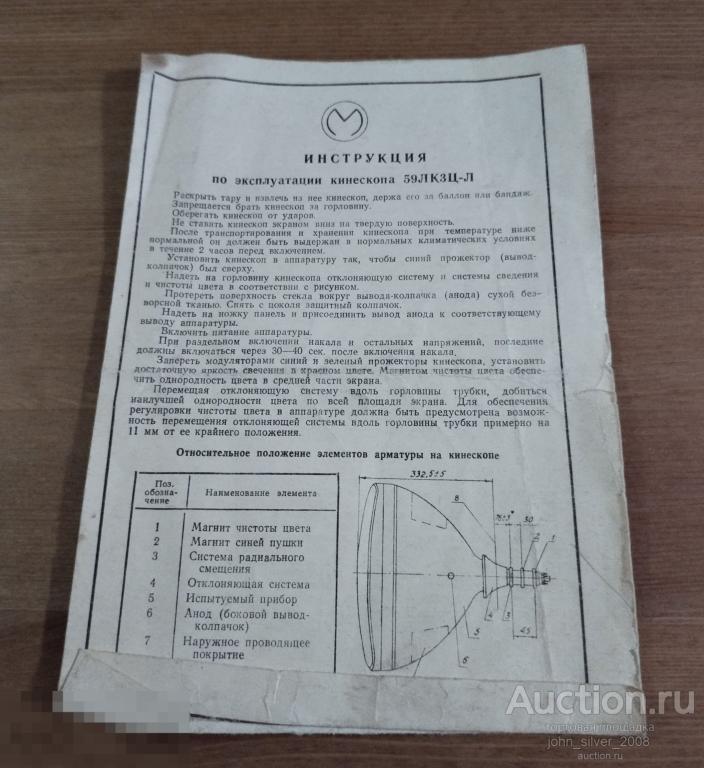 ИНСТРУКЦИЯ
по эксплуатации кинескопа 59ЛК3Ц-Л
Раскрыть тару и извлечь из нее кинескоп, держа его за баллон или бандаж.
Запрещается брать кинескоп за горловину.
Оберегать кинескоп от ударов.
Не ставить кинескоп экраном вниз на твердую поверхность.
После транспортирования и хранения кинескопа при температуре ниже
нормальной он должен быть выдержан в нормальных климатических условиях
в течение 2 часов перед включением.
Установить кинескоп в аппаратуру так, чтобы синий прожектор (вывод-
колпачок) был сверху.
Надеть на горловину кинескопа отклоняющую систему и системы сведения
и чистоты цвета в соответствии с рисунком.
Протереть поверхность стекла вокруг вывода-колпачка (анода) сухой без-
ворсной тканью. Снять с цоколя защитный колпачок.
Надеть на ножку панель и присоединить вывод анода к соответствующему
выводу аппаратуры.
Включить питание аппаратуры.
При раздельном включении накала и остальных напряжений, последние
должны включаться через 30—40 сек. после включения накала.
Запереть модуляторами синий и зеленый прожекторы кинескопа, установить
достаточную яркость свечения в красном цвете. Магнитом чистоты цвета обеспе-
чить однородность цвета в средней части экрана.
Перемещая отклоняющую систему вдоль горловины трубки, добиться
наилучшей однородности цвета по всей площади экрана. Для обеспечения
регулировки чистоты цвета в аппаратуре должна быть предусмотрена возмож-
ность перемещения отклоняющей системы вдоль горловины трубки примерно на
11 мм от ее крайнего положения.
Относительное положение элементов арматуры на кинескопе
Поз. обозна- чение
Наименование элемента
1 Магнит чистоты цвета
2 Магнит синей пушки
3 Система радиального
смещения
4 Отклоняющая система
5 Испытуемый прибор
6 Анод (боковой вывод-
колпачок)
7 Наружное проводящее
покрытие
332,5±5
8
30
2 1
6 5 4 3 45
Auction.ru
торговая площадка
john_silver_2008
auction.ru